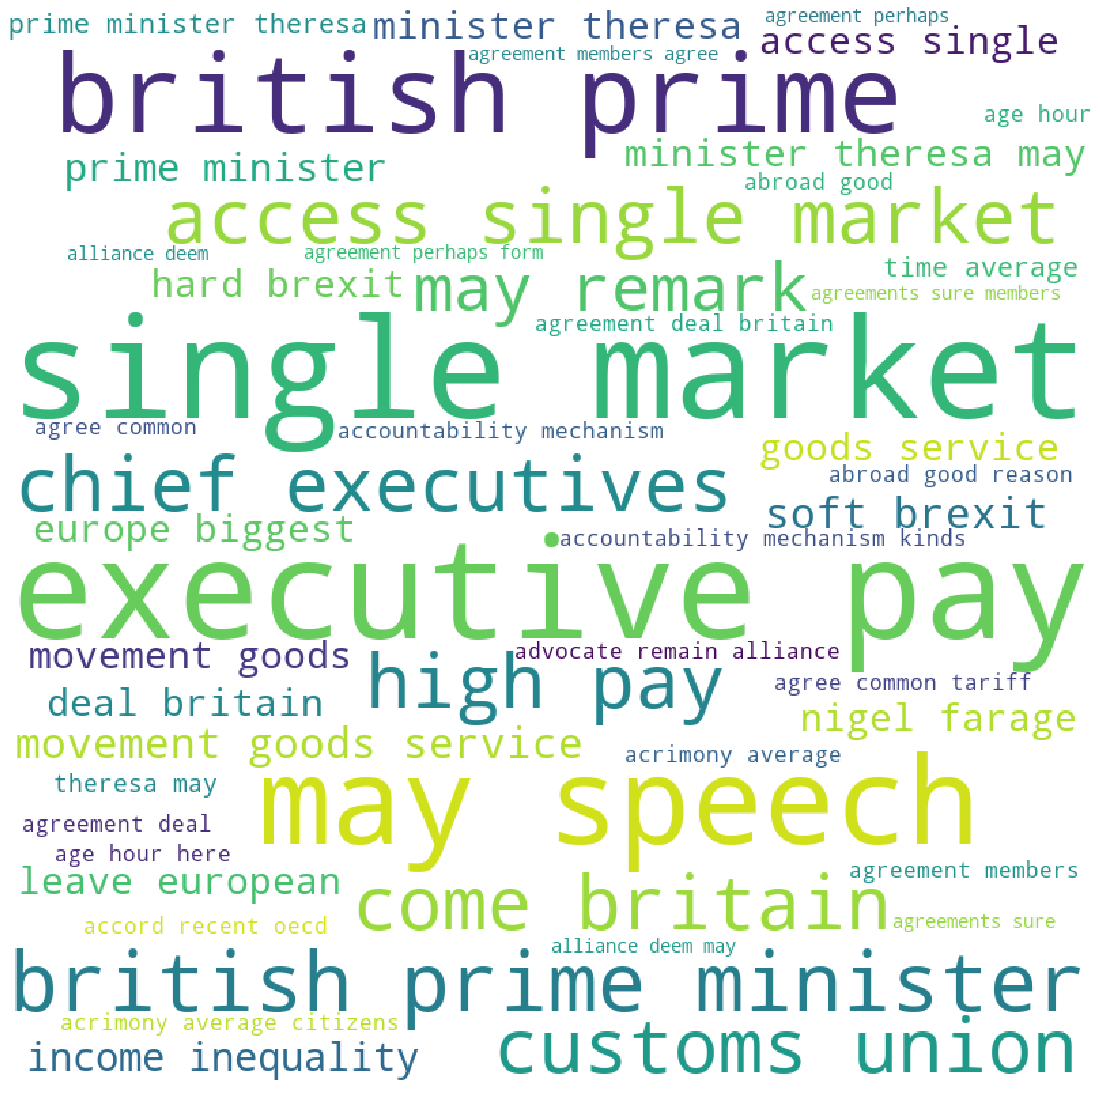 prime minister theresa
minister theresa
agreement perhaps
access single
agreement members agree
british prime
age hour
prime minister
minister theresa may
abroad good
access single market
alliance deem
agreement perhaps form
time average
hard brexit
may remark
agreements sure members
agreement deal britain
single market
agree common
accountability mechanism
goods service
chief executives
abroad good reason
soft brexit
europe biggest
accountability mechanism kinds
executive pay
movement goods
advocate remain alliance
high pay
agree common tariff
deal britain
nigel farage
movement goods service
acrimony average
theresa may
may speech
agreement deal
age hour here
leave european
come britain
agreement members
accord recent oecd
agreements sure
alliance deem may
british prime minister
acrimony average citizens
income inequality
customs union